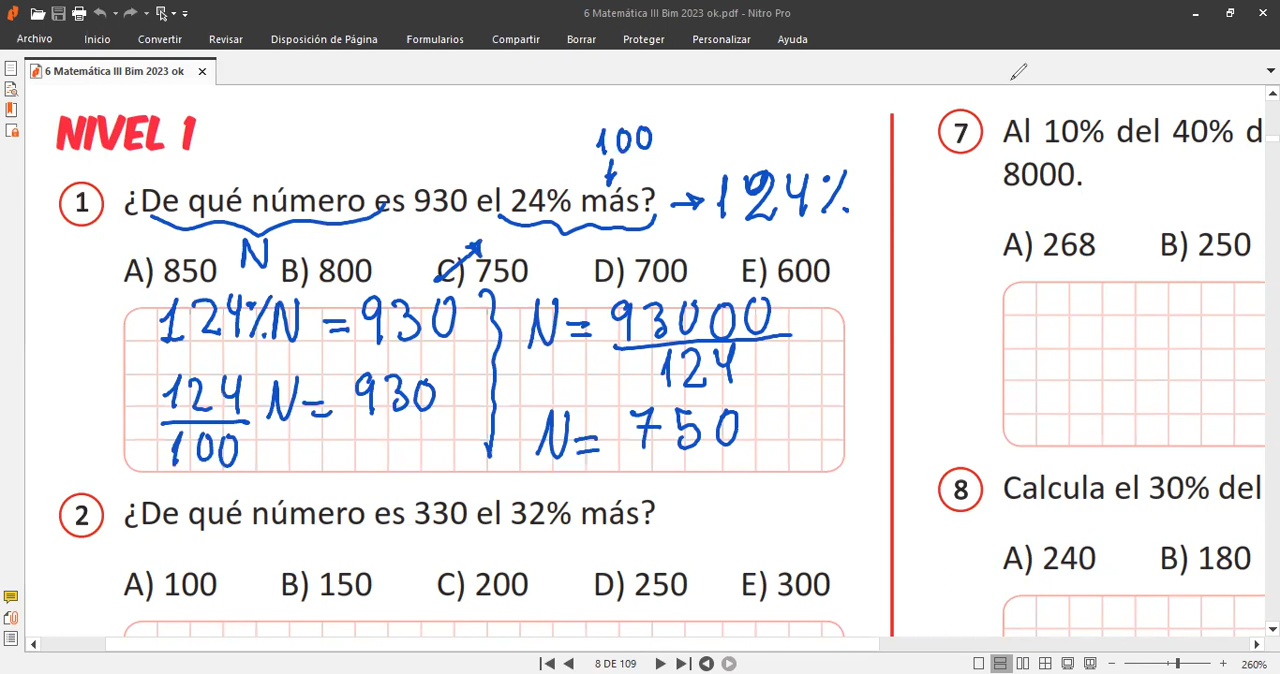 6 Matemática III Bim 2023 ok.pdf - Nitro Pro
Archivo Inicio Convertir Revisar Disposición de Página Formularios Compartir Borrar Proteger Personalizar Ayuda
6 Matemática III Bim 2023 ok
NIVEL 1
100
1 ¿De qué número es 930 el 24% más? → 124%
N
A) 850 B) 800 C) 750 D) 700 E) 600
124% N = 930
124/100 N = 930
N = 93000/124
N = 750
2 ¿De qué número es 330 el 32% más?
A) 100 B) 150 C) 200 D) 250 E) 300
7 Al 10% del 40% d
8000.
A) 268 B) 250
8 Calcula el 30% del
A) 240 B) 180
8 DE 109
260%